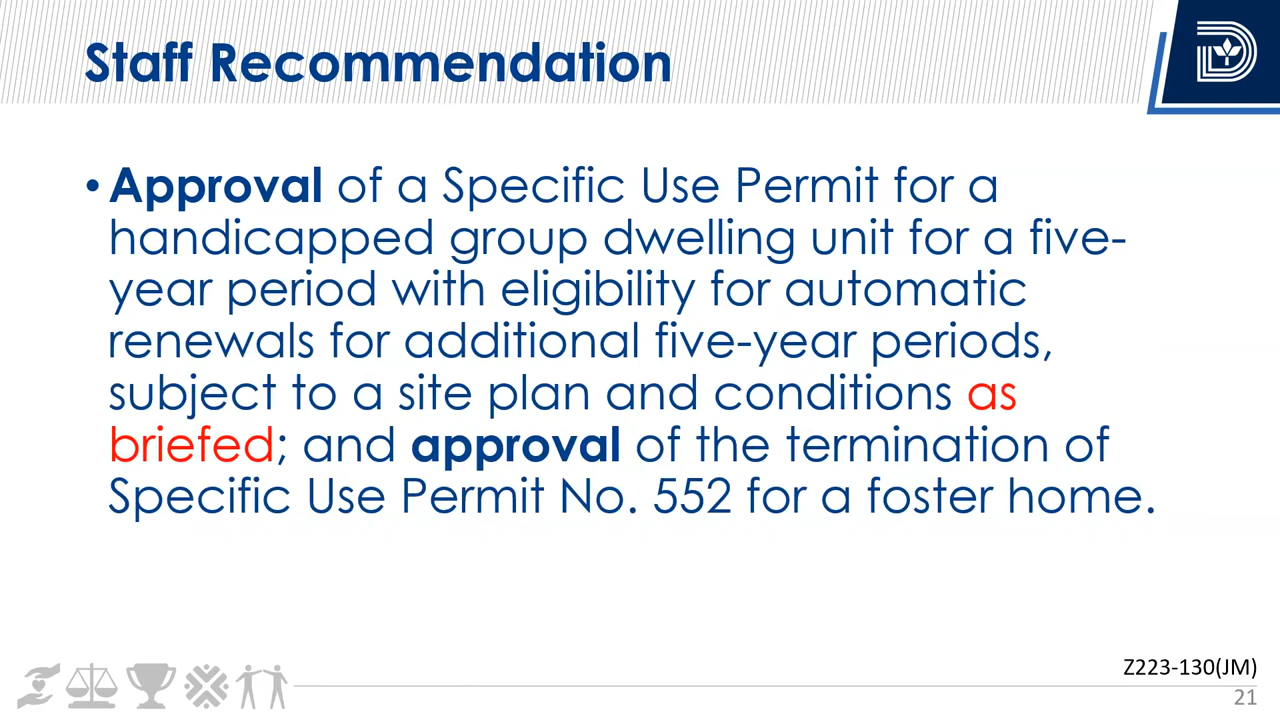 Staff Recommendation
• Approval of a Specific Use Permit for a
handicapped group dwelling unit for a five-
year period with eligibility for automatic
renewals for additional five-year periods,
subject to a site plan and conditions as
briefed; and approval of the termination of
Specific Use Permit No. 552 for a foster home.
Z223-130(JM)
21